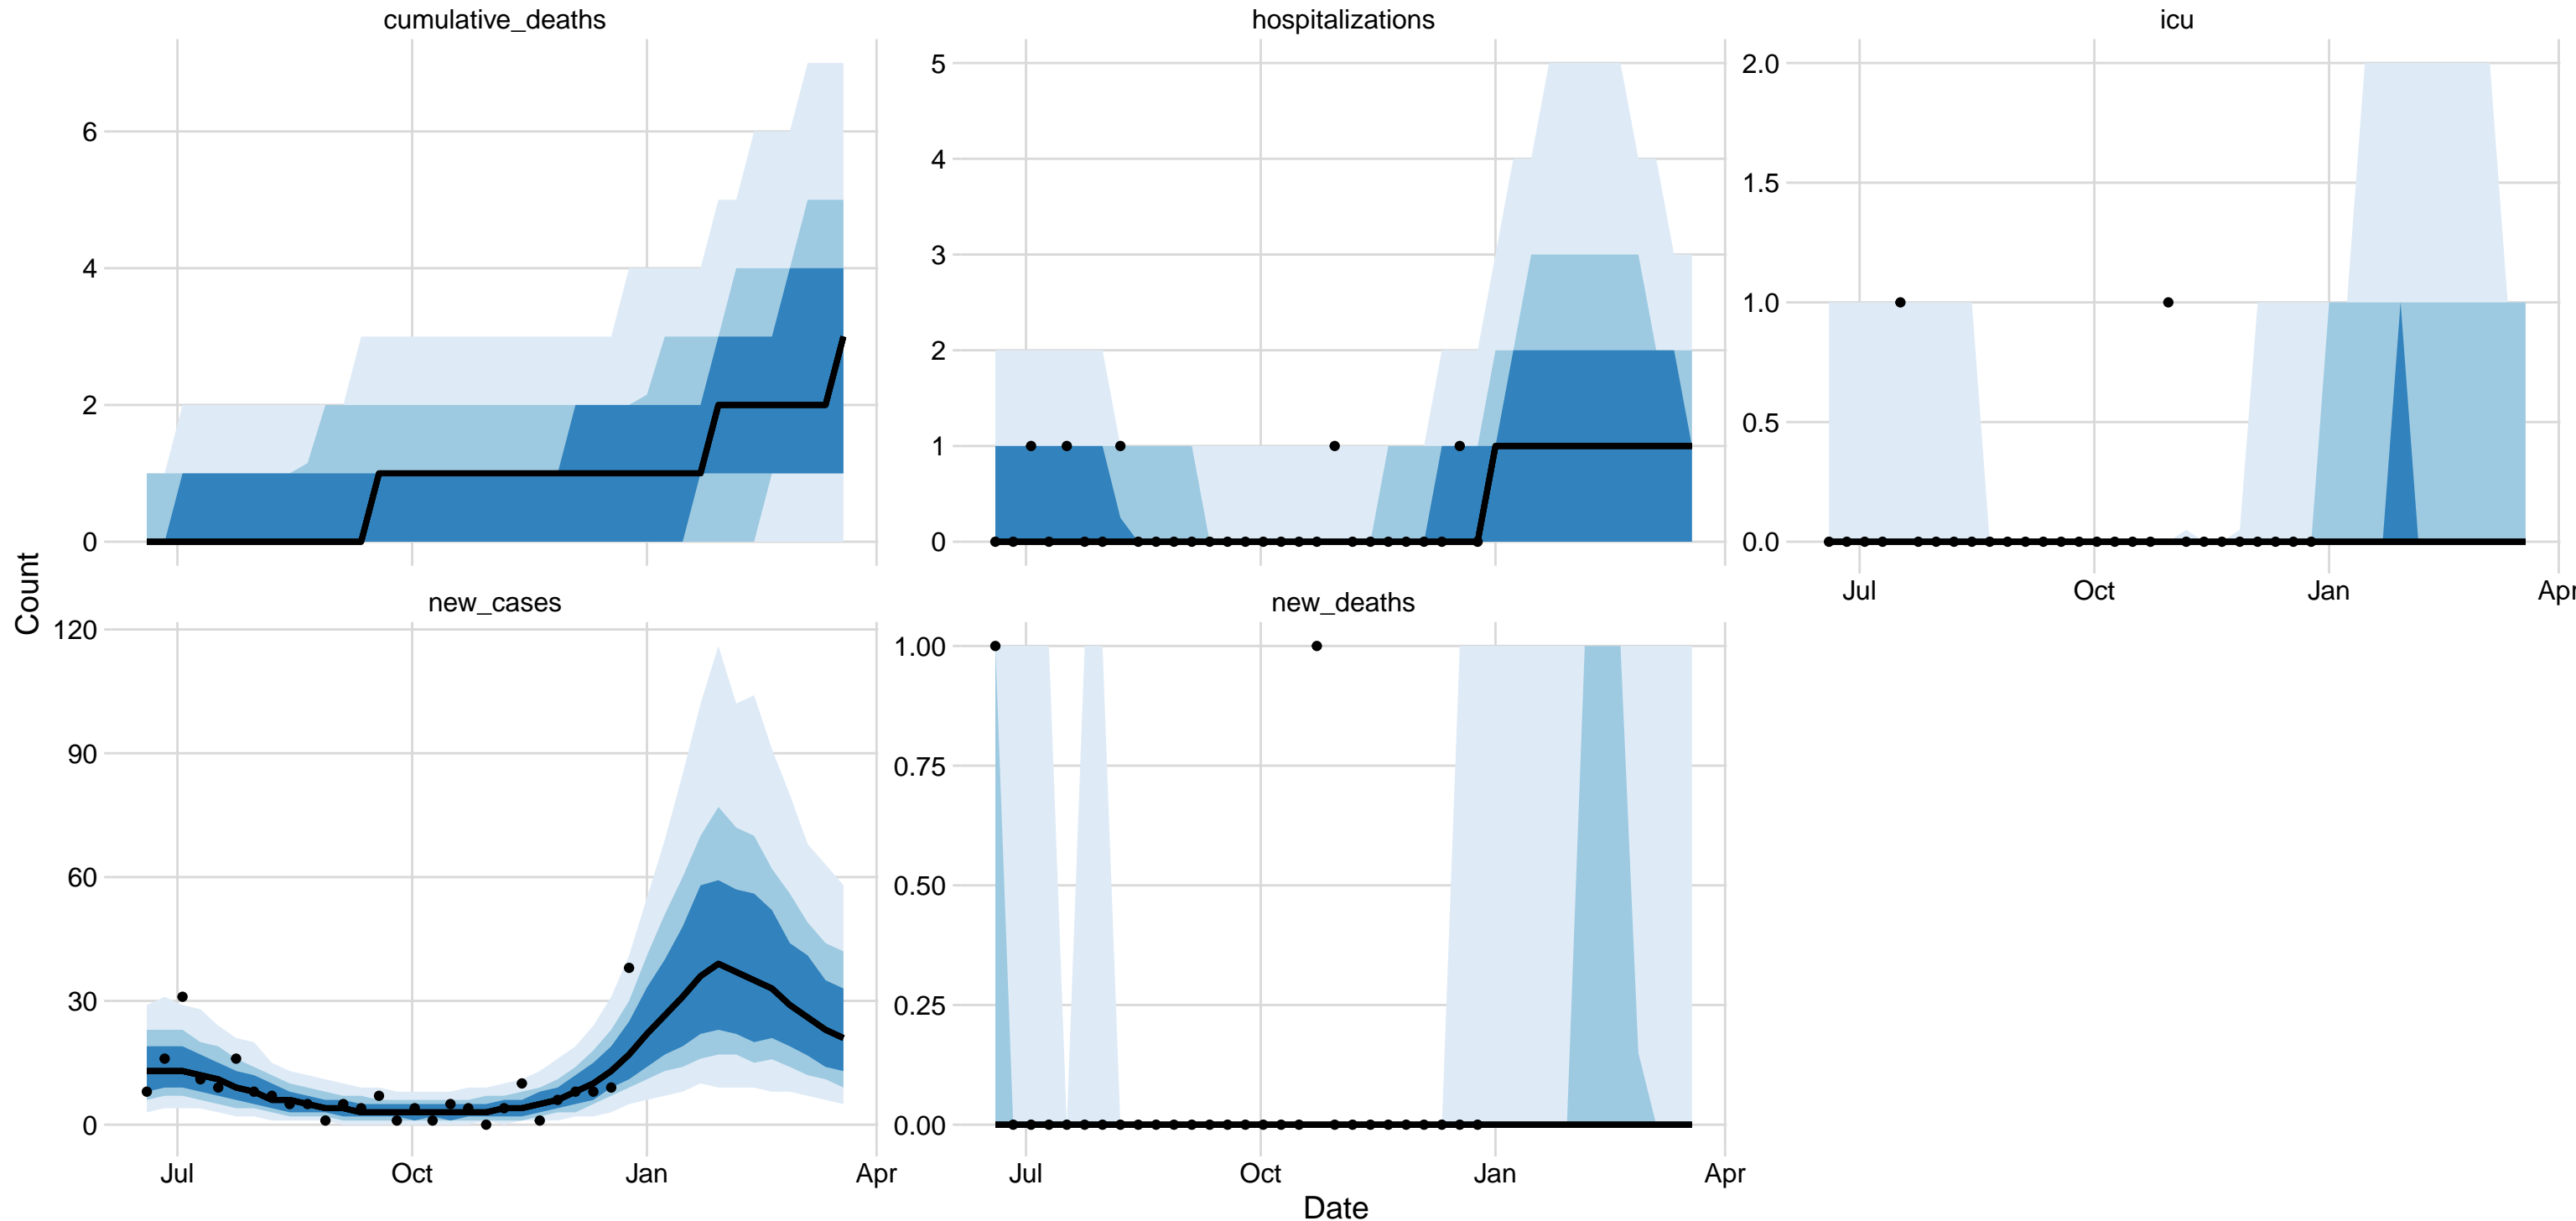 cumulative_deaths
hospitalizations
icu
6
4
2
0
5
4
3
2
1
0
2.0
1.5
1.0
0.5
0.0
Jul Oct Jan Apr
Count
new_cases
new_deaths
120
90
60
30
0
1.00
0.75
0.50
0.25
0.00
Jul Oct Jan Apr
Jul Oct Jan Apr
Date